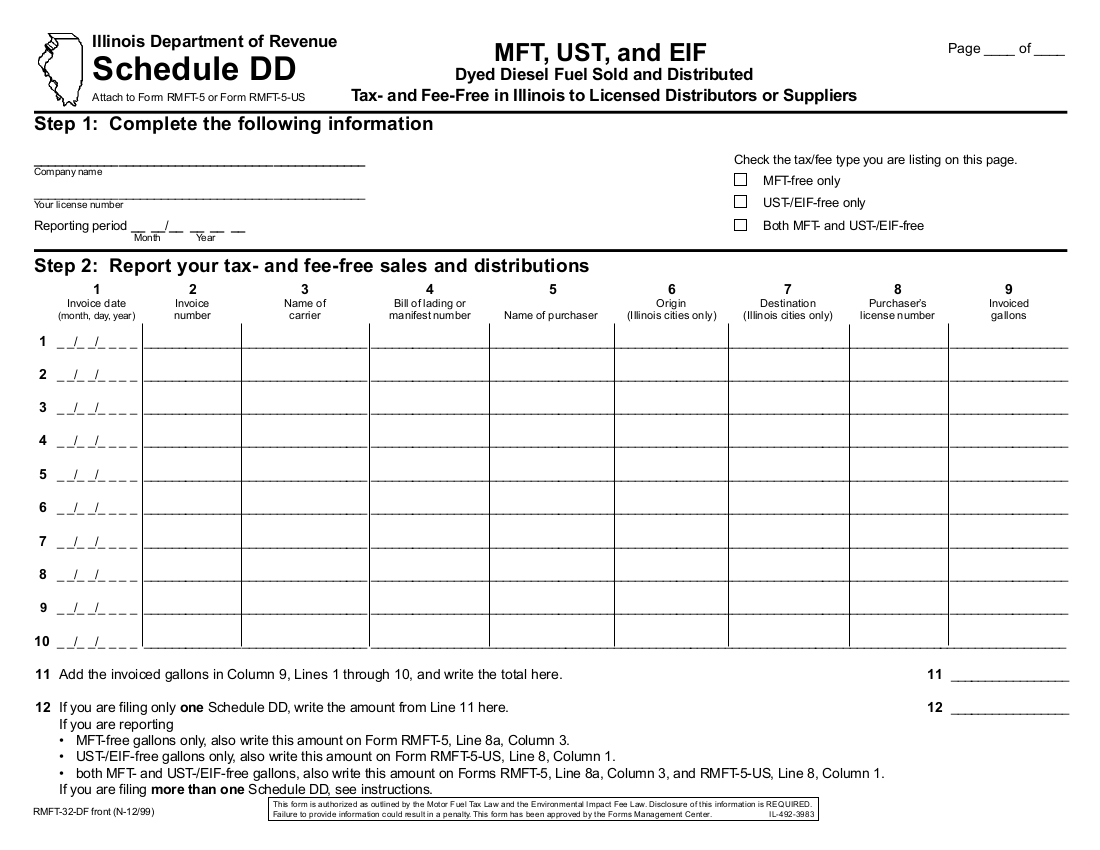 Illinois Department of Revenue
Schedule DD
Attach to Form RMFT-5 or Form RMFT-5-US
MFT, UST, and EIF
Dyed Diesel Fuel Sold and Distributed
Tax- and Fee-Free in Illinois to Licensed Distributors or Suppliers
Page ____ of ____
Step 1:  Complete the following information
Company name
Your license number
Reporting period __ __/__ __ __ __
Month Year
Check the tax/fee type you are listing on this page.
MFT-free only
UST-/EIF-free only
Both MFT- and UST-/EIF-free
Step 2:  Report your tax- and fee-free sales and distributions
1 2 3 4 5 6 7 8 9
Invoice date Invoice Name of Bill of lading or Origin Destination Purchaser's Invoiced
(month, day, year) number carrier manifest number Name of purchaser (Illinois cities only) (Illinois cities only) license number gallons
1 _ _/_ _/_ _ _ _
2 _ _/_ _/_ _ _ _
3 _ _/_ _/_ _ _ _
4 _ _/_ _/_ _ _ _
5 _ _/_ _/_ _ _ _
6 _ _/_ _/_ _ _ _
7 _ _/_ _/_ _ _ _
8 _ _/_ _/_ _ _ _
9 _ _/_ _/_ _ _ _
10 _ _/_ _/_ _ _ _
11 Add the invoiced gallons in Column 9, Lines 1 through 10, and write the total here. 11 ________________
12 If you are filing only one Schedule DD, write the amount from Line 11 here. 12 ________________
If you are reporting
• MFT-free gallons only, also write this amount on Form RMFT-5, Line 8a, Column 3.
• UST-/EIF-free gallons only, also write this amount on Form RMFT-5-US, Line 8, Column 1.
• both MFT- and UST-/EIF-free gallons, also write this amount on Forms RMFT-5, Line 8a, Column 3, and RMFT-5-US, Line 8, Column 1.
If you are filing more than one Schedule DD, see instructions.
RMFT-32-DF front (N-12/99)
This form is authorized as outlined by the Motor Fuel Tax Law and the Environmental Impact Fee Law. Disclosure of this information is REQUIRED.
Failure to provide information could result in a penalty. This form has been approved by the Forms Management Center. IL-492-3983